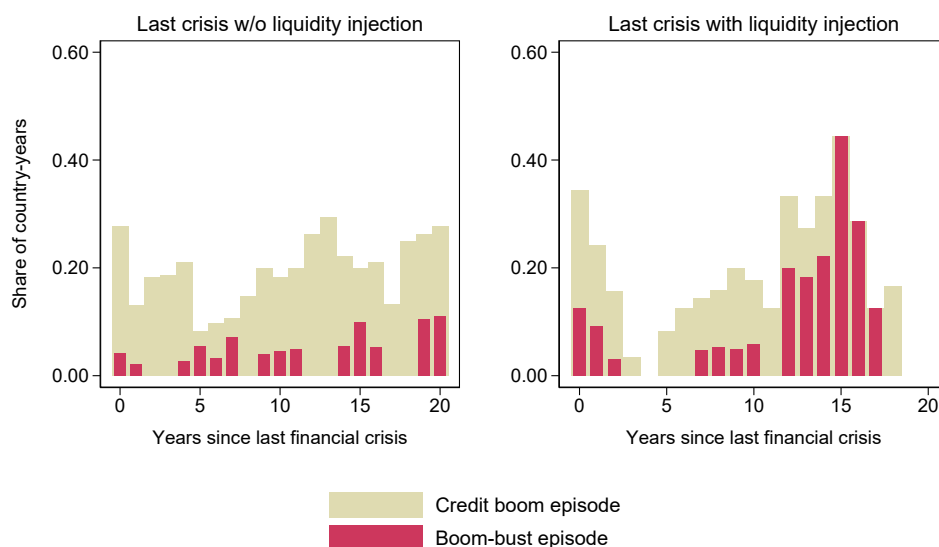 Last crisis w/o liquidity injection
Last crisis with liquidity injection
Share of country-years
0.60
0.40
0.20
0.00
0 5 10 15 20
Years since last financial crisis
0.60
0.40
0.20
0.00
0 5 10 15 20
Years since last financial crisis
Credit boom episode
Boom-bust episode